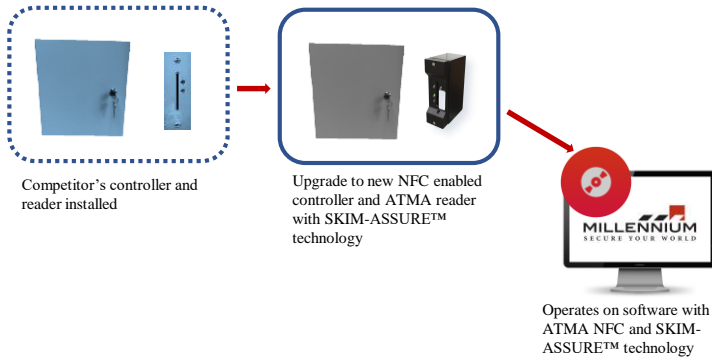 Competitor's controller and
reader installed
Upgrade to new NFC enabled
controller and ATMA reader
with SKIM-ASSURE™
technology
MILLENNIUM
SECURE YOUR WORLD
Operates on software with
ATMA NFC and SKIM-
ASSURE™ technology